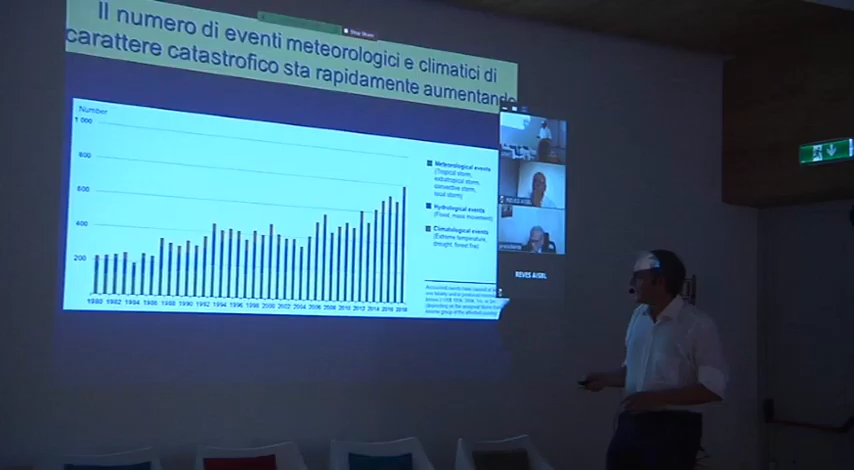 Il numero di eventi meteorologici e climatici di
carattere catastrofico sta rapidamente aumentando
Number
1 000
800
600
400
200
1980 1982 1984 1986 1988 1990 1992 1994 1996 1998 2000 2002 2004 2006 2008 2010 2012 2014 2016 2018
Meteorological events
(Tropical storm,
extratropical storm,
convective storm,
local storm)
Hydrological events
(Flood, mass movement)
Climatological events
(Extreme temperature,
drought, forest fire)
REVES AISBL
REVES AISBL